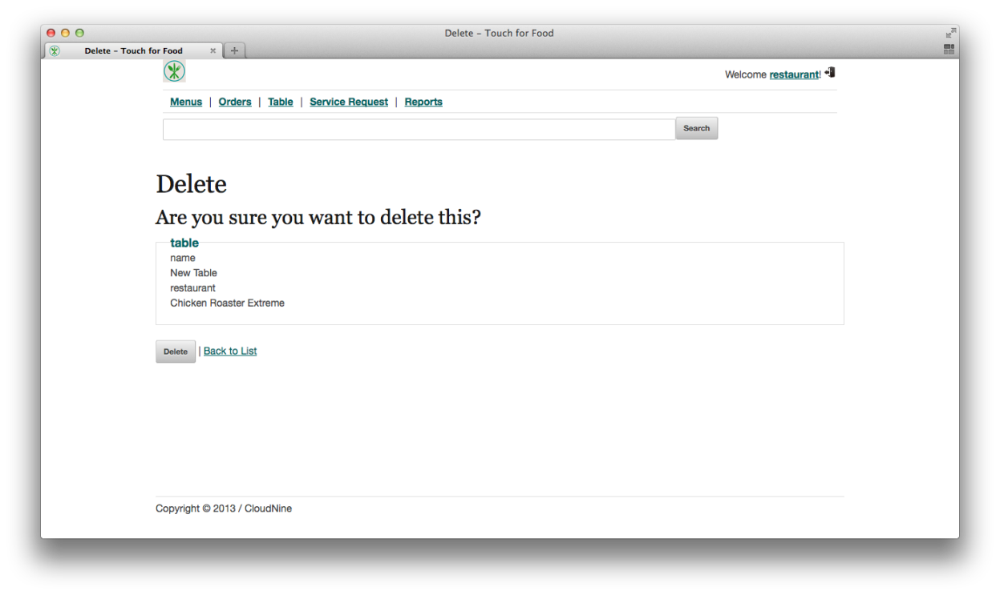 Delete – Touch for Food
Delete – Touch for Food
Welcome restaurant!
Menus | Orders | Table | Service Request | Reports
Search
Delete
Are you sure you want to delete this?
table
name
New Table
restaurant
Chicken Roaster Extreme
Delete | Back to List
Copyright © 2013 / CloudNine